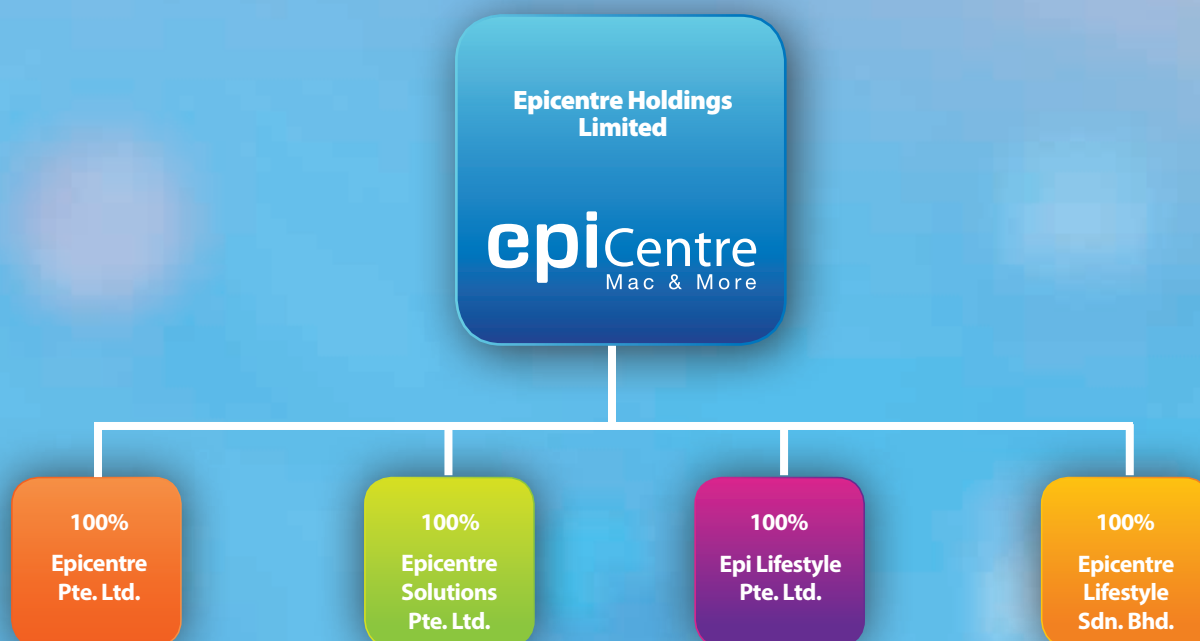 Epicentre Holdings
Limited
epiCentre
Mac & More
100%
Epicentre
Pte. Ltd.
100%
Epicentre
Solutions
Pte. Ltd.
100%
Epi Lifestyle
Pte. Ltd.
100%
Epicentre
Lifestyle
Sdn. Bhd.